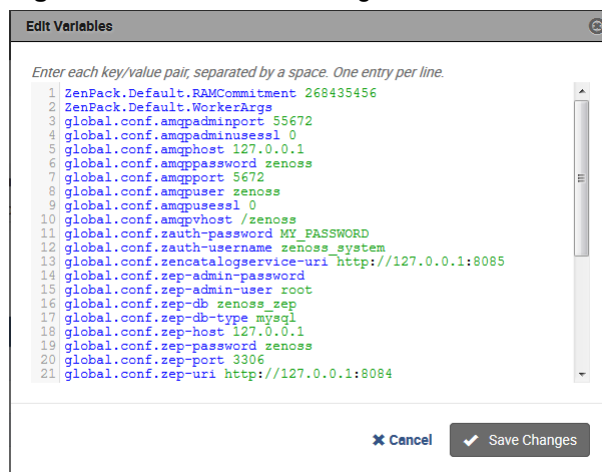 Edit Variables
Enter each key/value pair, separated by a space. One entry per line.
1 ZenPack.Default.RAMCommitment 268435456
2 ZenPack.Default.WorkerArgs
3 global.conf.amqpadminport 55672
4 global.conf.amqpadminusessl 0
5 global.conf.amqphost 127.0.0.1
6 global.conf.amqppassword zenoss
7 global.conf.amqpport 5672
8 global.conf.amqpuser zenoss
9 global.conf.amqpusessl 0
10 global.conf.amqpvhost /zenoss
11 global.conf.zauth-password MY_PASSWORD
12 global.conf.zauth-username zenoss_system
13 global.conf.zencatalogservice-uri http://127.0.0.1:8085
14 global.conf.zep-admin-password
15 global.conf.zep-admin-user root
16 global.conf.zep-db zenoss_zep
17 global.conf.zep-db-type mysql
18 global.conf.zep-host 127.0.0.1
19 global.conf.zep-password zenoss
20 global.conf.zep-port 3306
21 global.conf.zep-uri http://127.0.0.1:8084
Cancel Save Changes